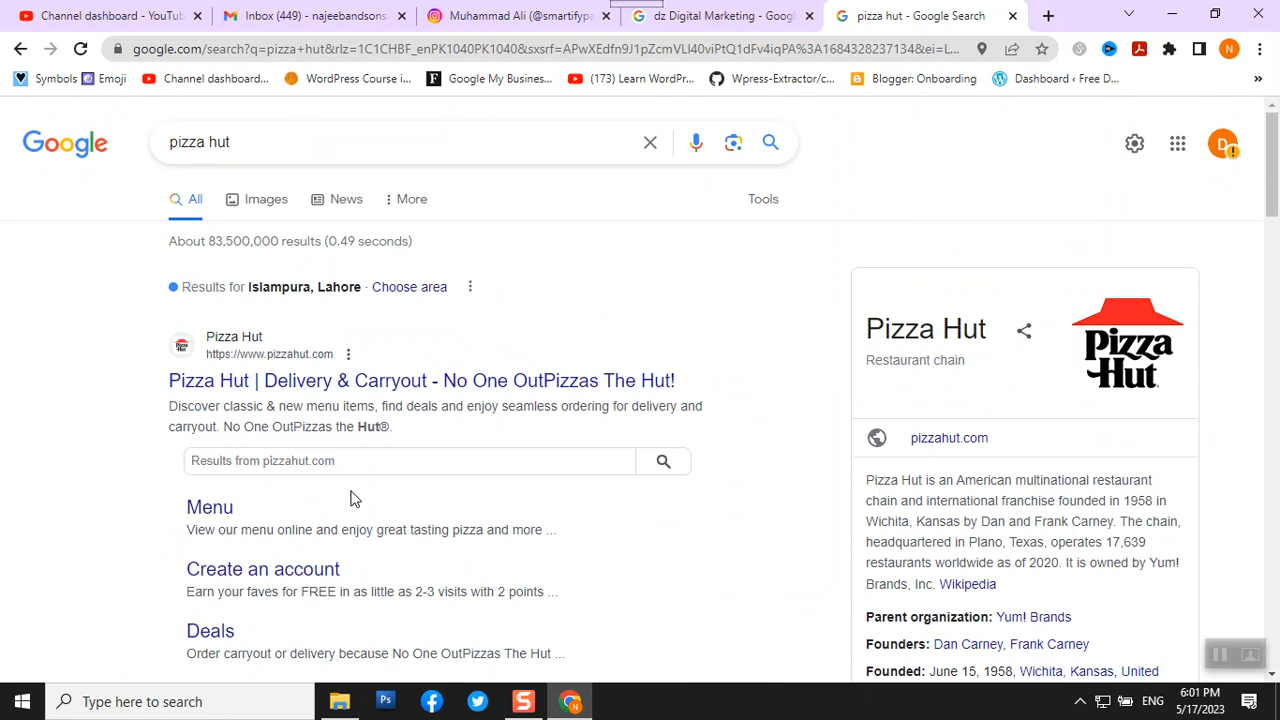 Channel dashboard - YouTub
Inbox (449) - najeebandsons.
Muhammad Ali (@smartifypa
dz Digital Marketing - Googl
pizza hut - Google Search
google.com/search?q=pizza+hut&rlz=1C1CHBF_enPK1040PK1040&sxsrf=APwXEdfn9J1pZcmVLI40viPtQ1dFv4iqPA%3A1684328237134&ei=L...
N
Symbols
Emoji
Channel dashboard...
WordPress Course i...
Google My Busines...
(173) Learn WordPr...
Wpress-Extractor/c...
Blogger: Onboarding
Dashboard ‹ Free D...
»
Google
pizza hut
D
All
Images
News
More
Tools
About 83,500,000 results (0.49 seconds)
Results for Islampura, Lahore · Choose area
Pizza Hut
https://www.pizzahut.com
Pizza Hut | Delivery & Carryout - No One OutPizzas The Hut!
Discover classic & new menu items, find deals and enjoy seamless ordering for delivery and
carryout. No One OutPizzas the Hut®.
Results from pizzahut.com
Menu
View our menu online and enjoy great tasting pizza and more ...
Create an account
Earn your faves for FREE in as little as 2-3 visits with 2 points ...
Deals
Order carryout or delivery because No One OutPizzas The Hut ...
Pizza Hut
Restaurant chain
Pizza
Hut
pizzahut.com
Pizza Hut is an American multinational restaurant
chain and international franchise founded in 1958 in
Wichita, Kansas by Dan and Frank Carney. The chain,
headquartered in Plano, Texas, operates 17,639
restaurants worldwide as of 2020. It is owned by Yum!
Brands, Inc. Wikipedia
Parent organization: Yum! Brands
Founders: Dan Carney, Frank Carney
Founded: June 15, 1958, Wichita, Kansas, United
Type here to search
Ps
S
N
ENG
6:01 PM
5/17/2023